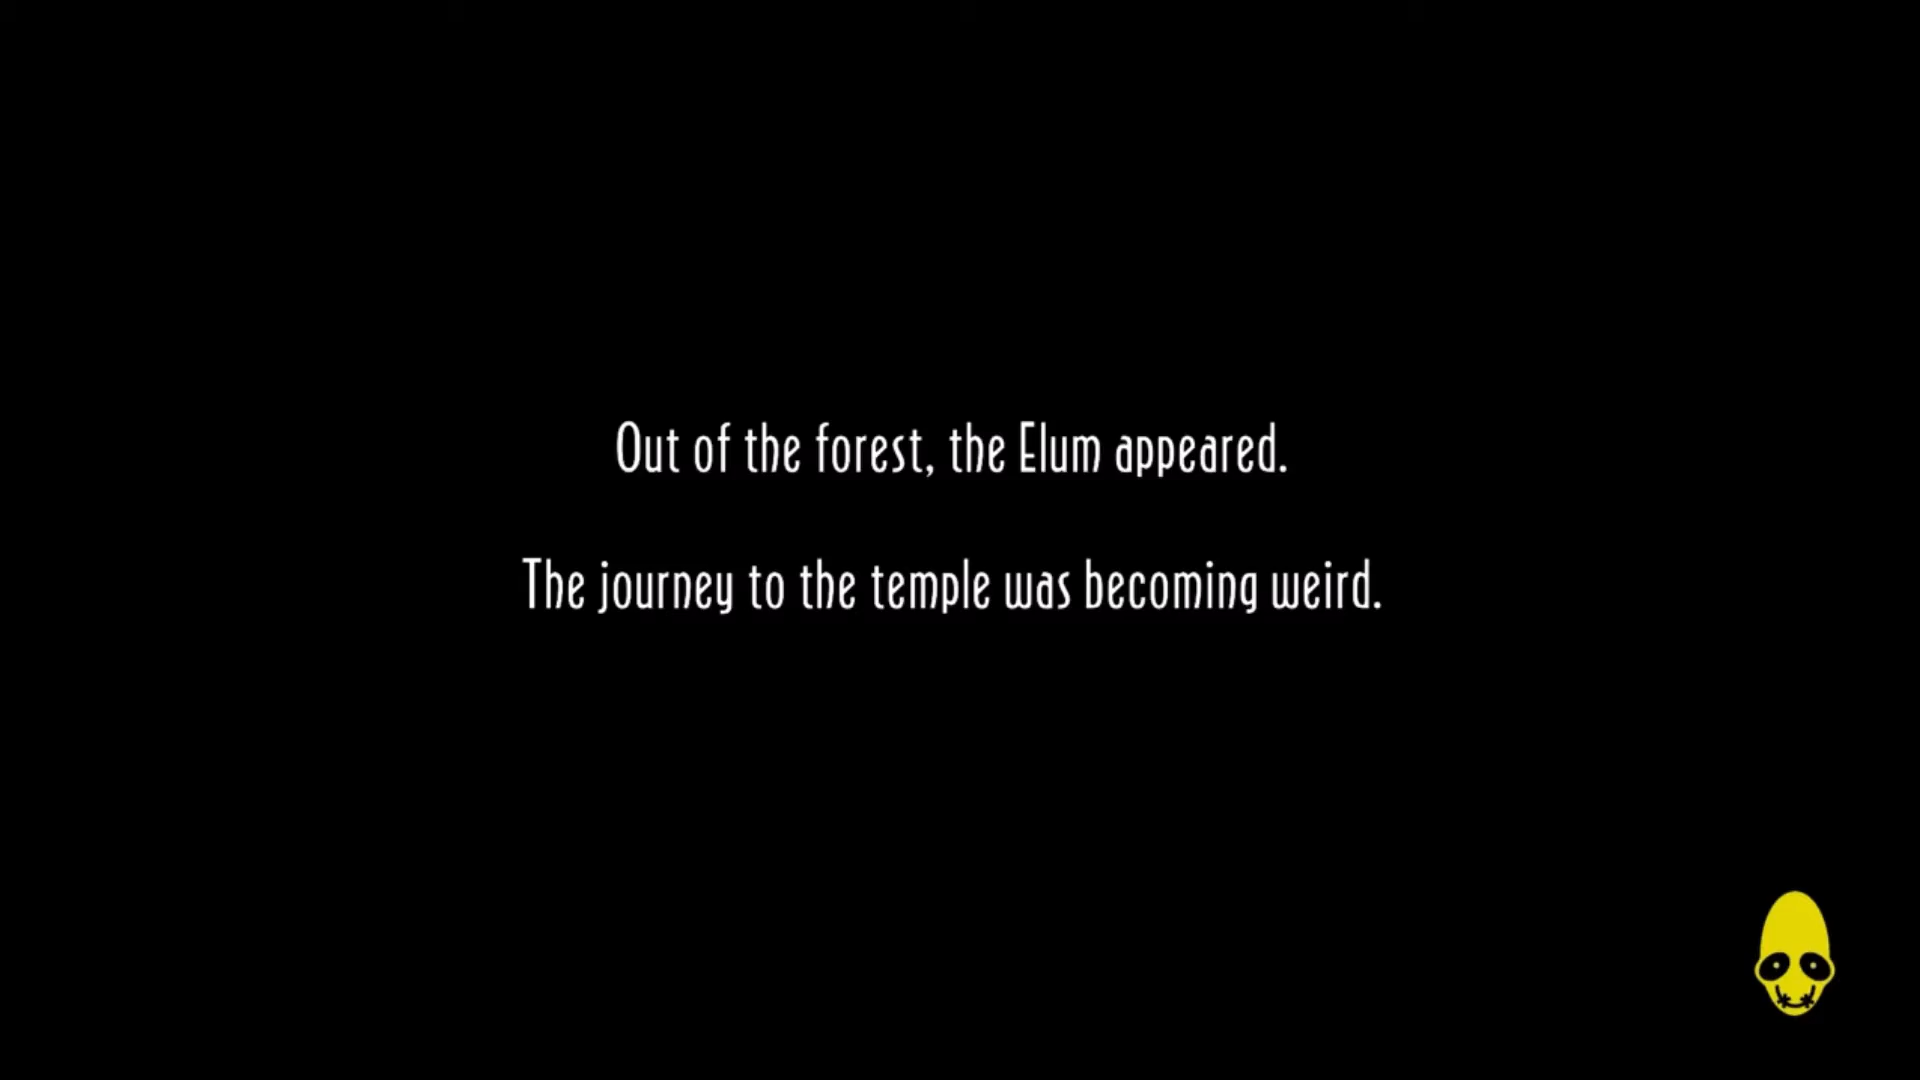 Out of the forest, the Elum appeared.
The journey to the temple was becoming weird.